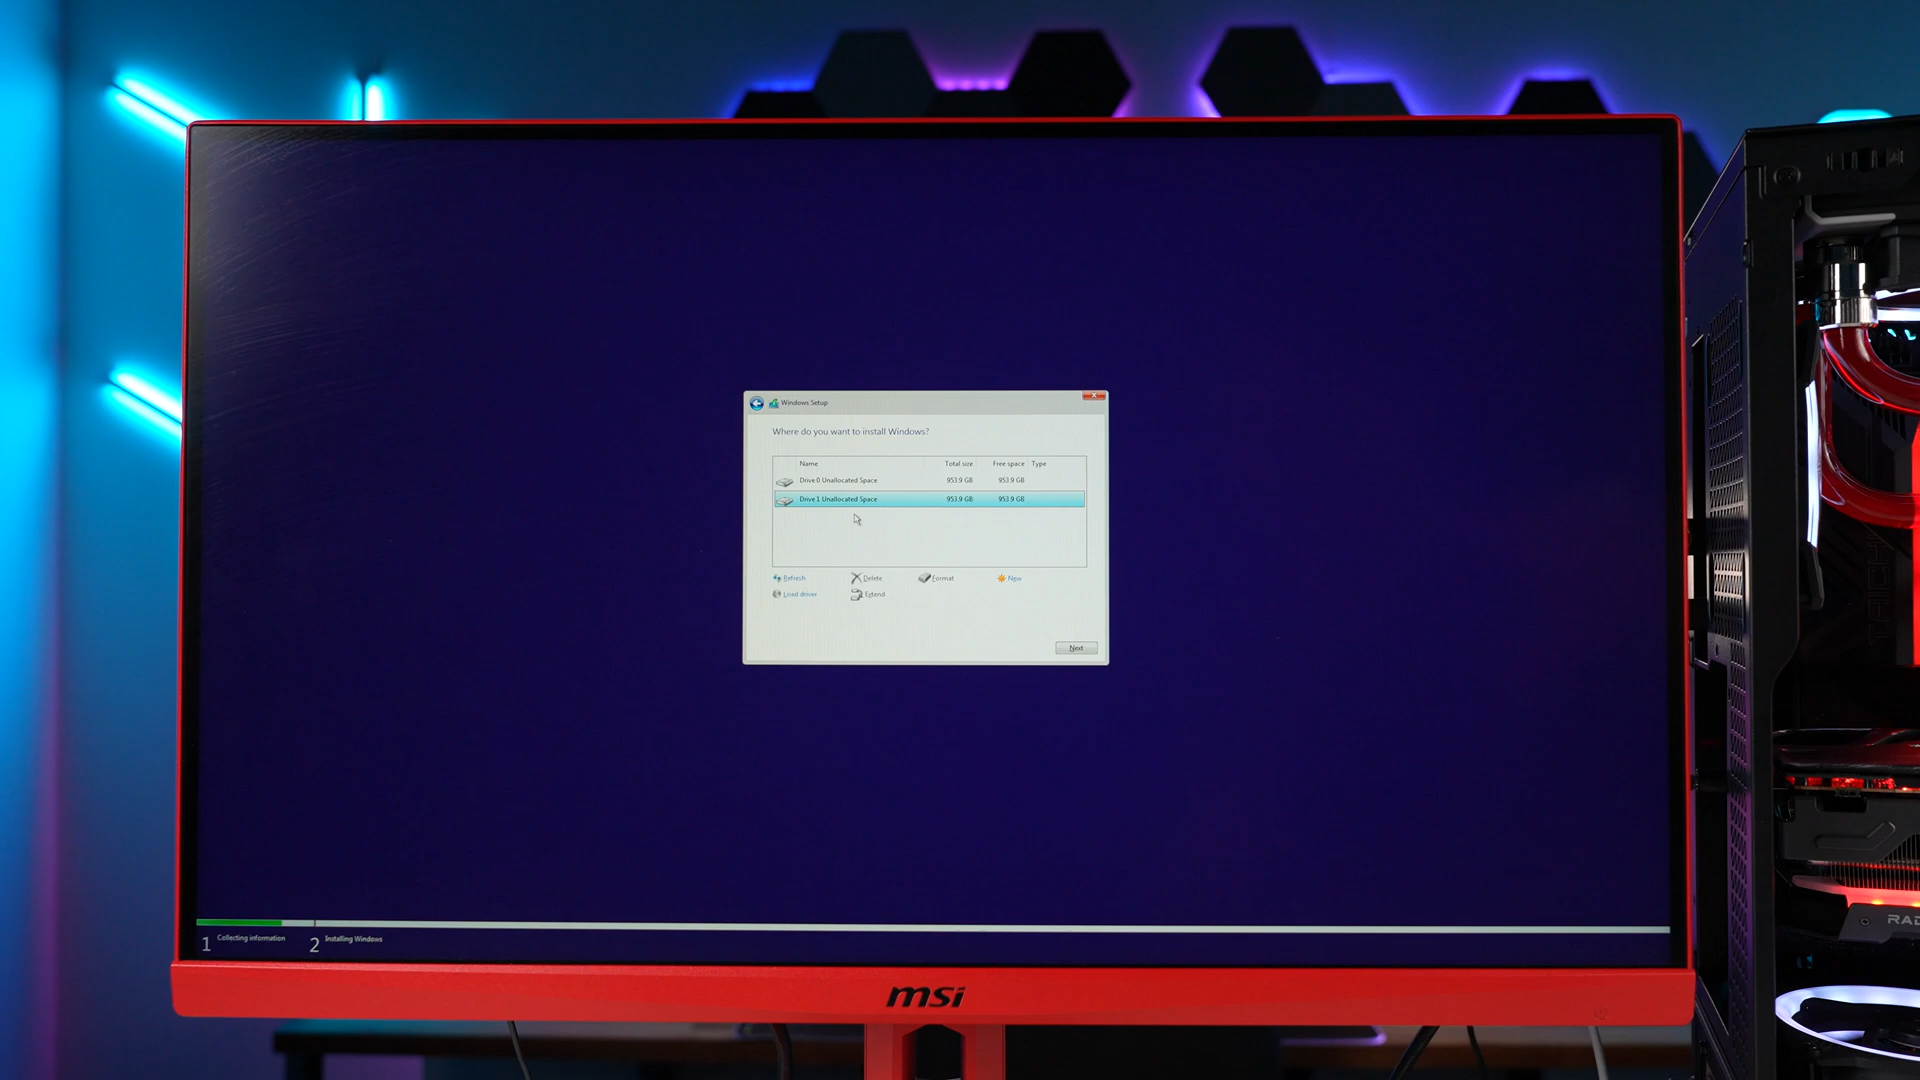 Windows Setup
Where do you want to install Windows?
Name Total size Free space Type
Drive 0 Unallocated Space 953.9 GB 953.9 GB
Drive 1 Unallocated Space 953.9 GB 953.9 GB
Refresh Delete Format New
Load driver Extend
Next
1 Collecting information 2 Installing Windows
msi
TAICHI
RAD